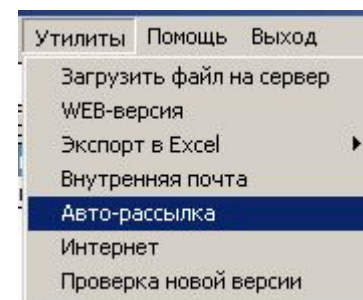 Утилиты Помощь Выход
Загрузить файл на сервер
WEB-версия
Экспорт в Excel
Внутренняя почта
Авто-рассылка
Интернет
Проверка новой версии